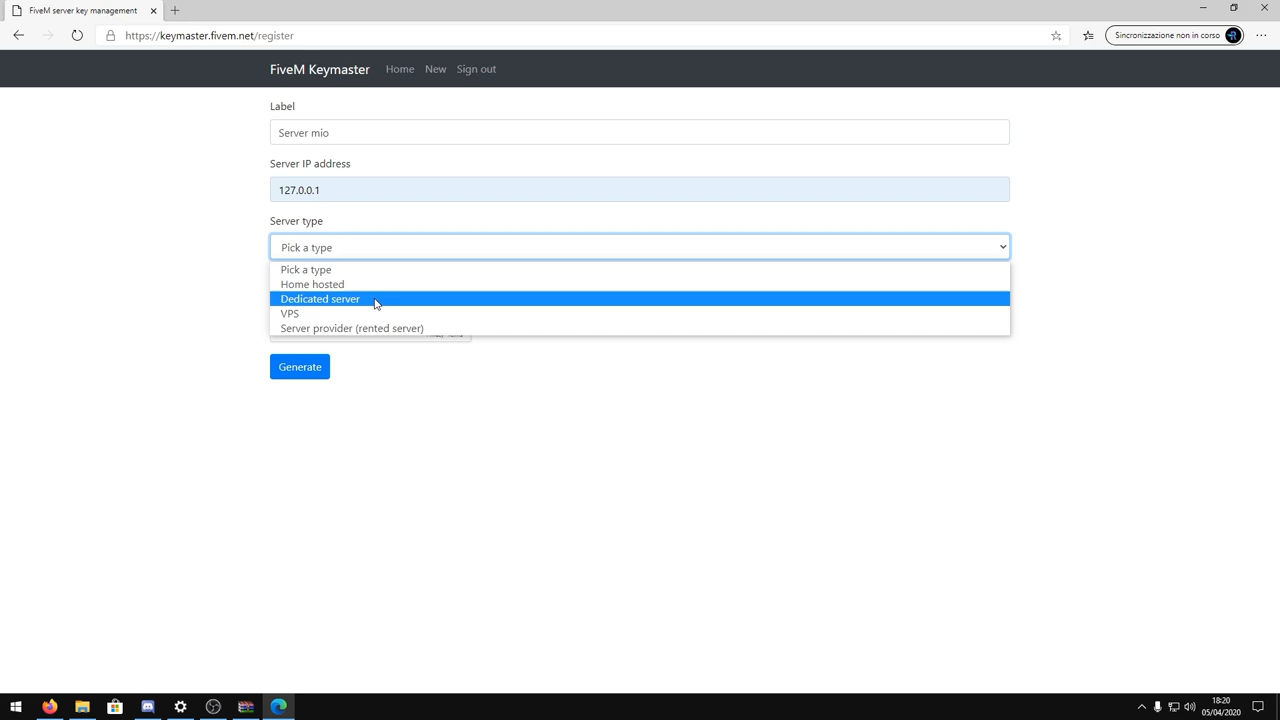 FiveM server key management
https://keymaster.fivem.net/register
Sincronizzazione non in corso
FiveM Keymaster
Home
New
Sign out
Label
Server mio
Server IP address
127.0.0.1
Server type
Pick a type
Pick a type
Home hosted
Dedicated server
VPS
Server provider (rented server)
Generate
18:20
05/04/2020